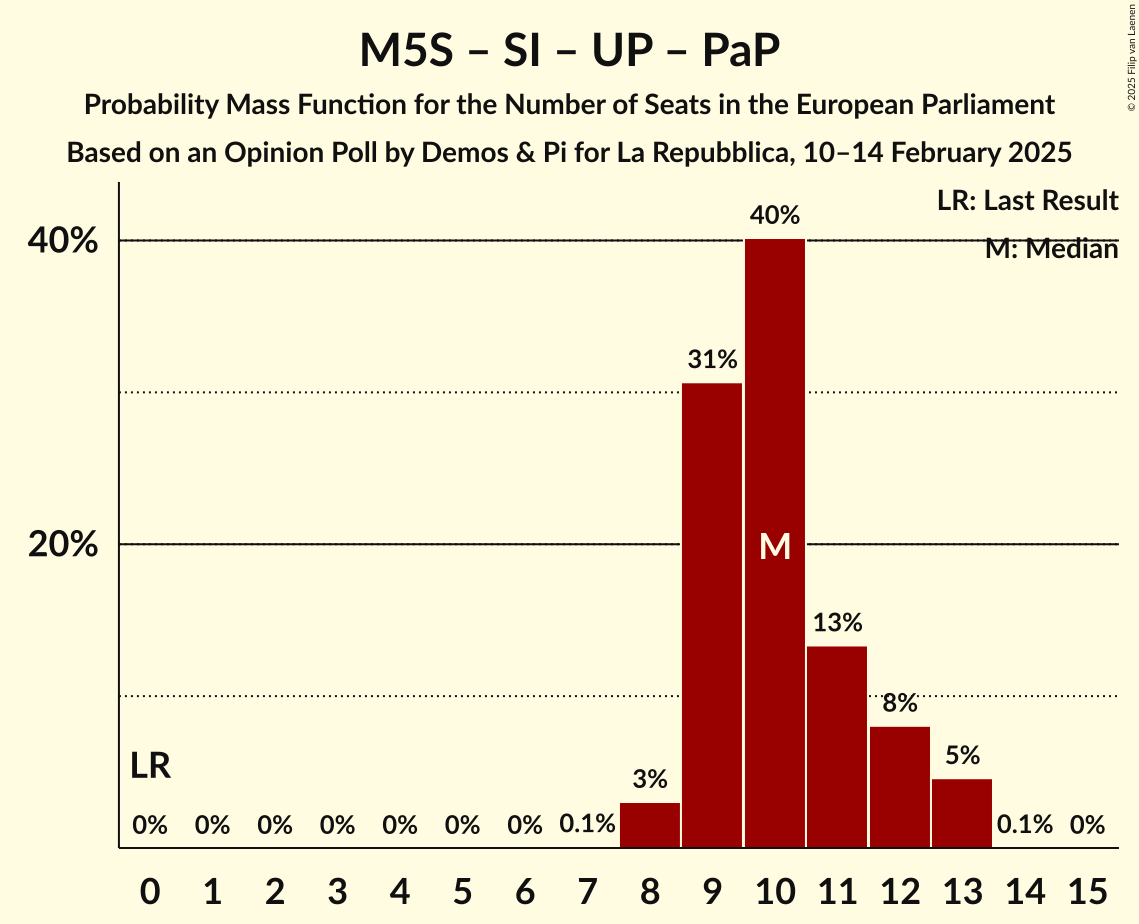 M5S – SI – UP – PaP
Probability Mass Function for the Number of Seats in the European Parliament
Based on an Opinion Poll by Demos & Pi for La Repubblica, 10–14 February 2025
© 2025 Filip van Laenen
LR: Last Result
M: Median
40%
20%
40%
31%
M
13%
8%
5%
3%
LR
0% 0% 0% 0% 0% 0% 0% 0.1% 0.1% 0%
0 1 2 3 4 5 6 7 8 9 10 11 12 13 14 15